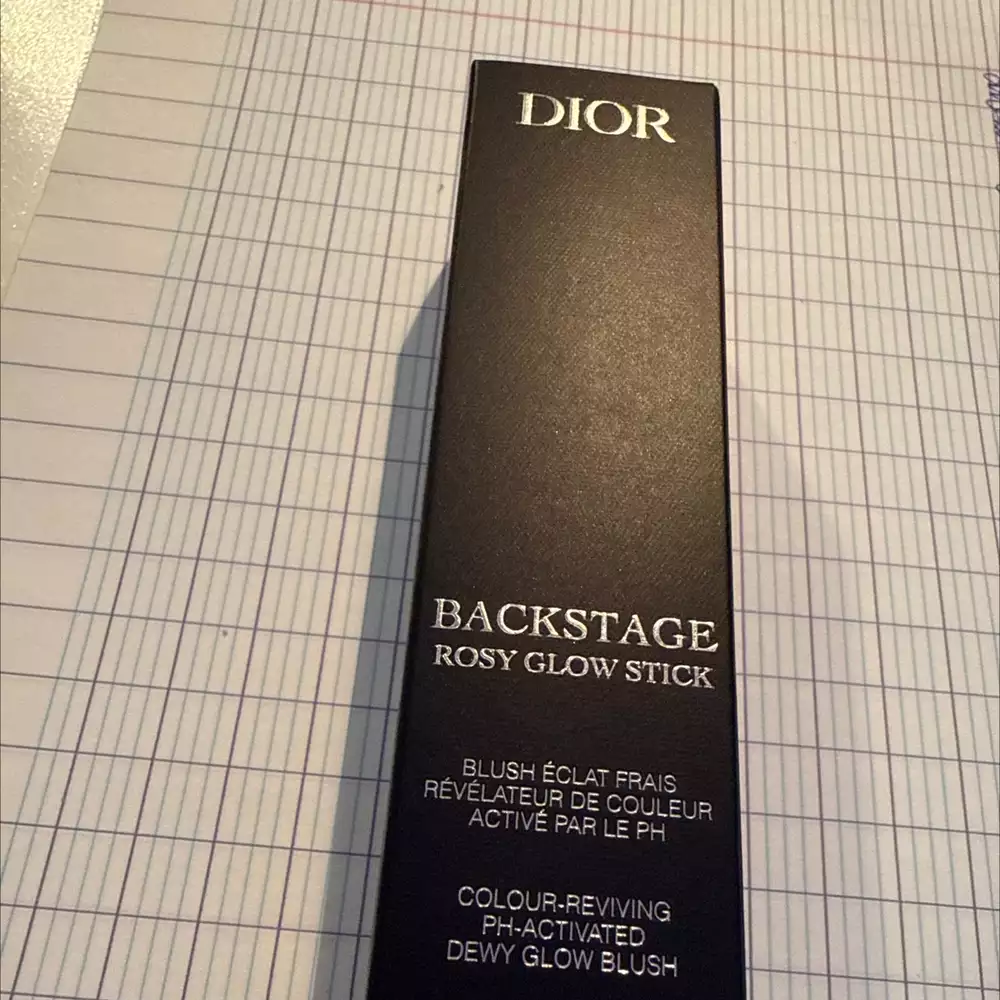 DIOR
BACKSTAGE
ROSY GLOW STICK
BLUSH ÉCLAT FRAIS
RÉVÉLATEUR DE COULEUR
ACTIVÉ PAR LE PH
COLOUR-REVIVING
PH-ACTIVATED
DEWY GLOW BLUSH